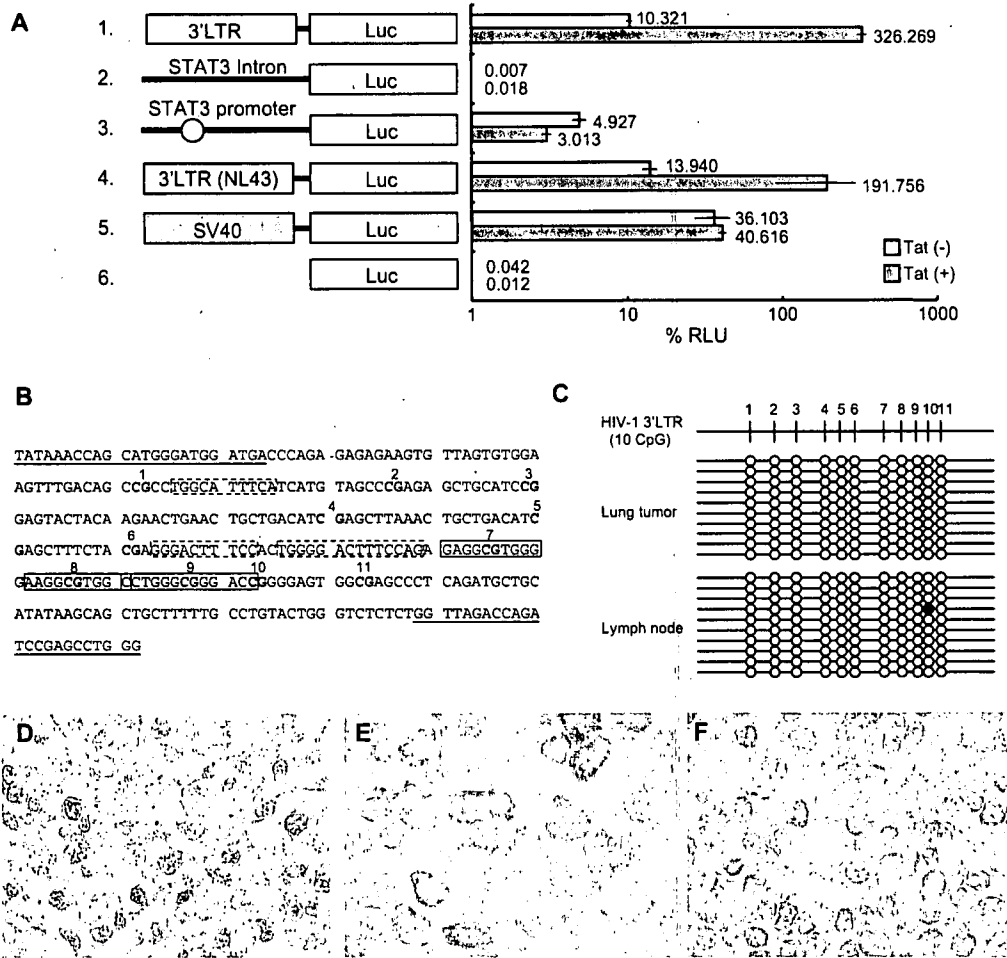 A
1. 3'LTR Luc 10.321
326.269
2. STAT3 Intron Luc 0.007
0.018
3. STAT3 promoter Luc 4.927
3.013
4. 3'LTR (NL43) Luc 13.940
191.756
5. SV40 Luc 36.103
40.616
6. Luc 0.042
0.012
Tat (-)
Tat (+)
1 10 100 1000
% RLU
B
TATAAACCAG CATGGGATGG ATGACCCAGA GAGAGAAGTG TTAGTGTGGA
1 2 3
AGTTTGACAG CCGCCTGGCA TTTCATCATG TAGCCCGAGA GCTGCATCCG
4 5
GAGTACTACA AGAACTGAAC TGCTGACATC GAGCTTAAAC TGCTGACATC
6 7
GAGCTTTCTA CGAGGGACTT TCCACTGGGG ACTTTCCAGA GAGGCGTGGG
8 9 10 11
GAAGGCGTGG CCTGGGCGGG ACCGGGGAGT GGCGAGCCCT CAGATGCTGC
ATATAAGCAG CTGCTTTTTG CCTGTACTGG GTCTCTCTGG TTAGACCAGA
TCCGAGCCTG GG
C
1 2 3 4 5 6 7 8 9 10 11
HIV-1 3'LTR
(10 CpG)
Lung tumor
Lymph node
D
E
F